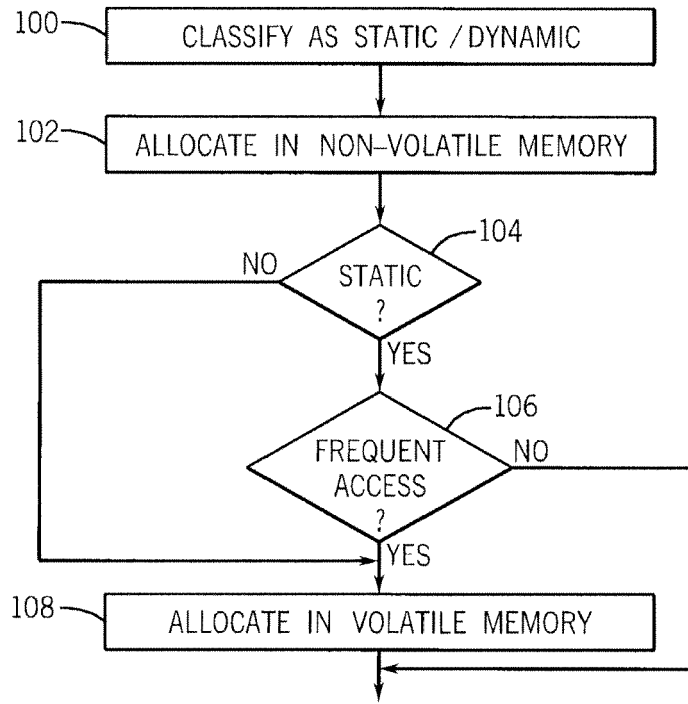 100
CLASSIFY AS STATIC / DYNAMIC
102
ALLOCATE IN NON-VOLATILE MEMORY
104
NO
STATIC
?
YES
106
FREQUENT
ACCESS
?
NO
YES
108
ALLOCATE IN VOLATILE MEMORY